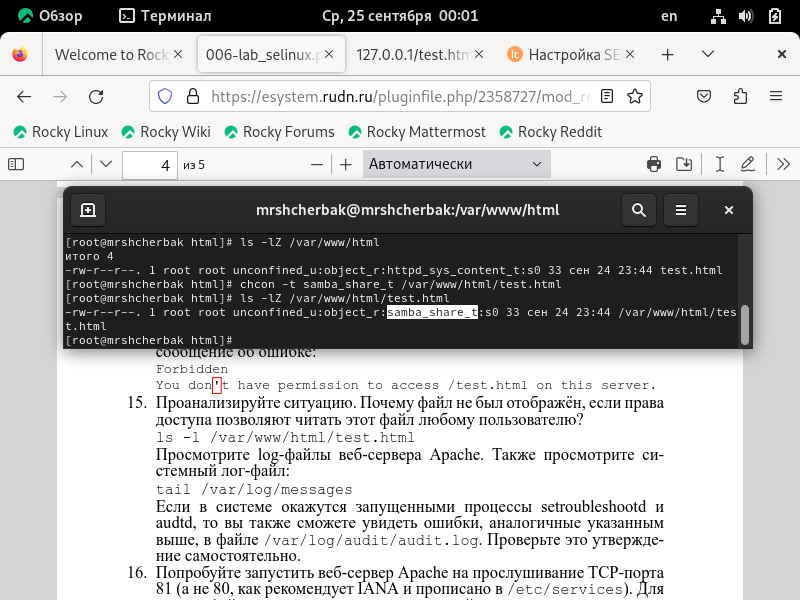 Обзор Терминал Ср, 25 сентября 00:01 en
Welcome to Rock 006-lab_selinux.p 127.0.0.1/test.htm lt Настройка SE
https://esystem.rudn.ru/pluginfile.php/2358727/mod_re
Rocky Linux Rocky Wiki Rocky Forums Rocky Mattermost Rocky Reddit
4 из 5 Автоматически
mrshcherbak@mrshcherbak:/var/www/html
[root@mrshcherbak html]# ls -lZ /var/www/html
итого 4
-rw-r--r--. 1 root root unconfined_u:object_r:httpd_sys_content_t:s0 33 сен 24 23:44 test.html
[root@mrshcherbak html]# chcon -t samba_share_t /var/www/html/test.html
[root@mrshcherbak html]# ls -lZ /var/www/html/test.html
-rw-r--r--. 1 root root unconfined_u:object_r:samba_share_t:s0 33 сен 24 23:44 /var/www/html/tes
t.html
[root@mrshcherbak html]#
сообщение об ошибке:
Forbidden
You don't have permission to access /test.html on this server.
15. Проанализируйте ситуацию. Почему файл не был отображён, если права
доступа позволяют читать этот файл любому пользователю?
ls -l /var/www/html/test.html
Просмотрите log-файлы веб-сервера Apache. Также просмотрите си-
стемный лог-файл:
tail /var/log/messages
Если в системе окажутся запущенными процессы setroubleshootd и
audtd, то вы также сможете увидеть ошибки, аналогичные указанным
выше, в файле /var/log/audit/audit.log. Проверьте это утвержде-
ние самостоятельно.
16. Попробуйте запустить веб-сервер Apache на прослушивание TCP-порта
81 (а не 80, как рекомендует IANA и прописано в /etc/services). Для